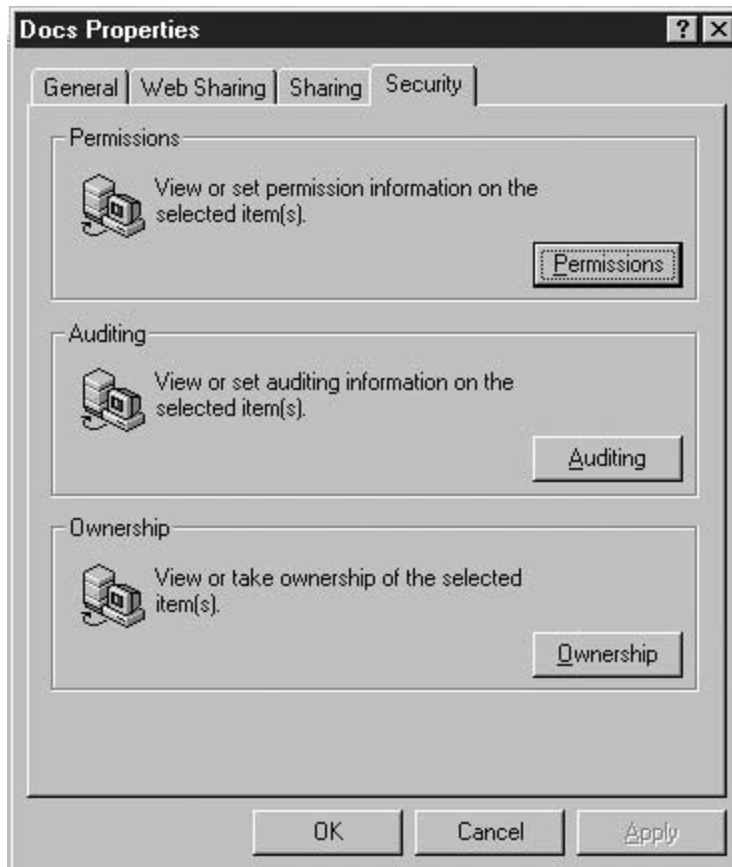 Docs Properties
General Web Sharing Sharing Security
Permissions
View or set permission information on the
selected item(s).
Permissions
Auditing
View or set auditing information on the
selected item(s).
Auditing
Ownership
View or take ownership of the selected
item(s).
Ownership
OK Cancel Apply